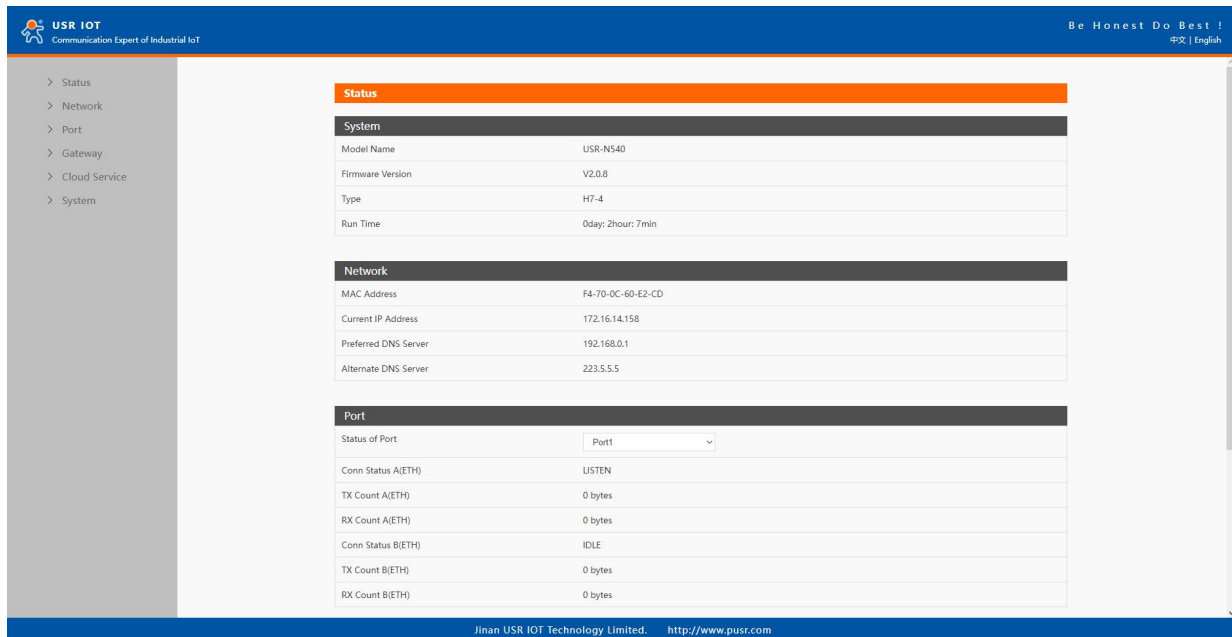 USR IOT
Communication Expert of Industrial IoT
Be Honest Do Best !
中文 | English
Status
Network
Port
Gateway
Cloud Service
System
Status
System
Model Name USR-N540
Firmware Version V2.0.8
Type H7-4
Run Time 0day: 2hour: 7min
Network
MAC Address F4-70-0C-60-E2-CD
Current IP Address 172.16.14.158
Preferred DNS Server 192.168.0.1
Alternate DNS Server 223.5.5.5
Port
Status of Port Port1
Conn Status A(ETH) LISTEN
TX Count A(ETH) 0 bytes
RX Count A(ETH) 0 bytes
Conn Status B(ETH) IDLE
TX Count B(ETH) 0 bytes
RX Count B(ETH) 0 bytes
Jinan USR IOT Technology Limited. http://www.pusr.com